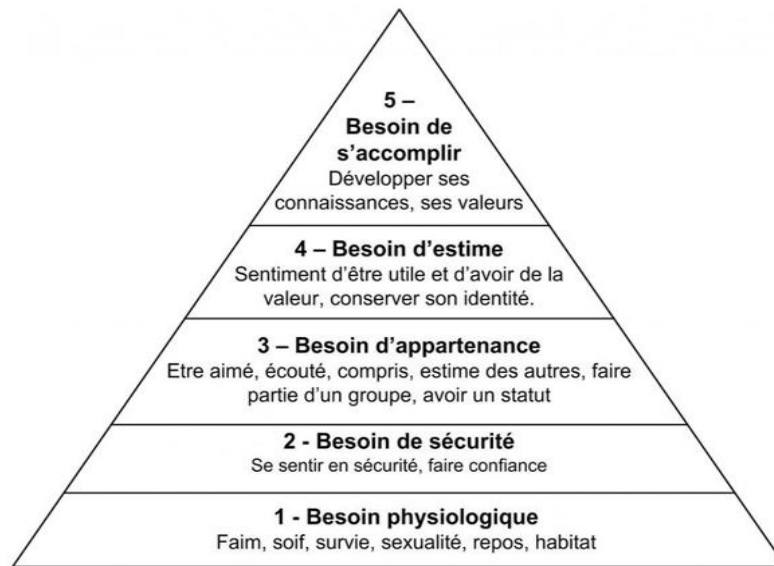 5 –
Besoin de
s’accomplir
Développer ses
connaissances, ses valeurs
4 – Besoin d’estime
Sentiment d’être utile et d’avoir de la
valeur, conserver son identité.
3 – Besoin d’appartenance
Etre aimé, écouté, compris, estime des autres, faire
partie d’un groupe, avoir un statut
2 - Besoin de sécurité
Se sentir en sécurité, faire confiance
1 - Besoin physiologique
Faim, soif, survie, sexualité, repos, habitat